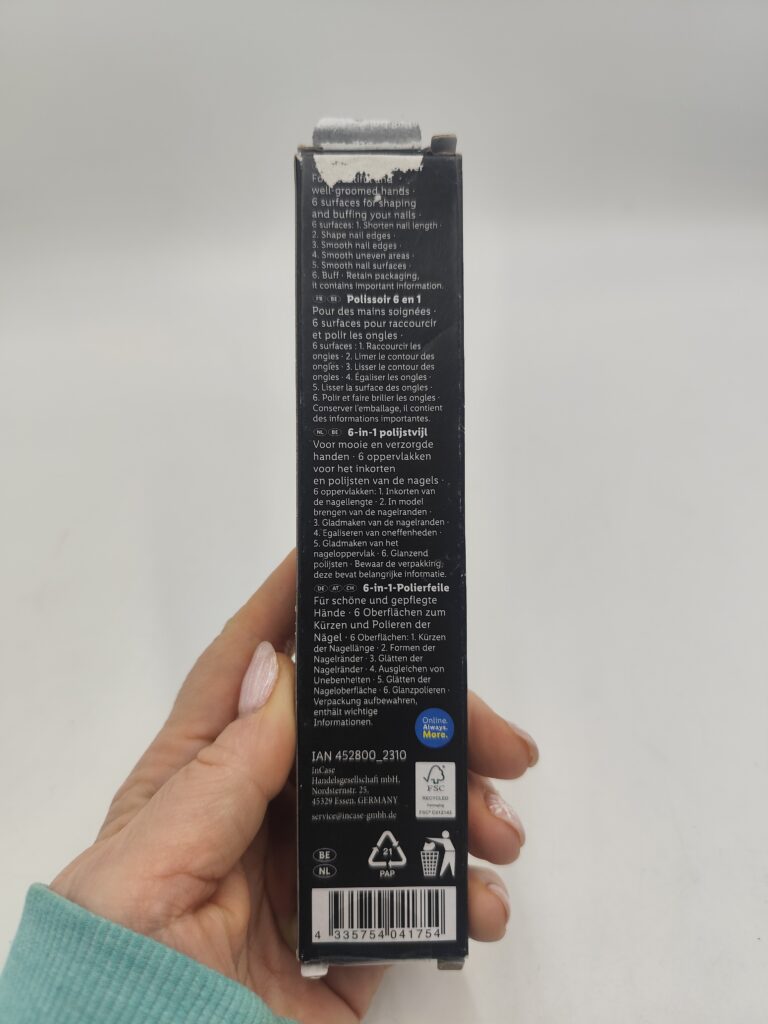 and
well-groomed hands ·
6 surfaces for shaping
and buffing your nails ·
6 surfaces: 1. Shorten nail length ·
2. Shape nail edges ·
3. Smooth nail edges ·
4. Smooth uneven areas ·
5. Smooth nail surfaces ·
6. Buff · Retain packaging,
it contains important information.
FR BE Polissoir 6 en 1
Pour des mains soignées ·
6 surfaces pour raccourcir
et polir les ongles ·
6 surfaces : 1. Raccourcir les
ongles · 2. Limer le contour des
ongles · 3. Lisser le contour des
ongles · 4. Égaliser les ongles ·
5. Lisser la surface des ongles ·
6. Polir et faire briller les ongles ·
Conserver l'emballage, il contient
des informations importantes.
NL BE 6-in-1 polijstvijl
Voor mooie en verzorgde
handen · 6 oppervlakken
voor het inkorten
en polijsten van de nagels ·
6 oppervlakken: 1. Inkorten van
de nagellengte · 2. In model
brengen van de nagelranden ·
3. Gladmaken van de nagelranden ·
4. Egaliseren van oneffenheden ·
5. Gladmaken van het
nageloppervlak · 6. Glanzend
polijsten · Bewaar de verpakking;
deze bevat belangrijke informatie.
DE AT CH 6-in-1-Polierfeile
Für schöne und gepflegte
Hände · 6 Oberflächen zum
Kürzen und Polieren der
Nägel · 6 Oberflächen: 1. Kürzen
der Nagellänge · 2. Formen der
Nagelränder · 3. Glätten der
Nagelränder · 4. Ausgleichen von
Unebenheiten · 5. Glätten der
Nageloberfläche · 6. Glanzpolieren ·
Verpackung aufbewahren,
enthält wichtige
Informationen.
Online.
Always.
More.
IAN 452800_2310
InCase
Handelsgesellschaft mbH,
Nordsternstr. 25,
45329 Essen, GERMANY
service@incase-gmbh.de
FSC
RECYCLED
BE
NL
21
PAP
4 335754 041754